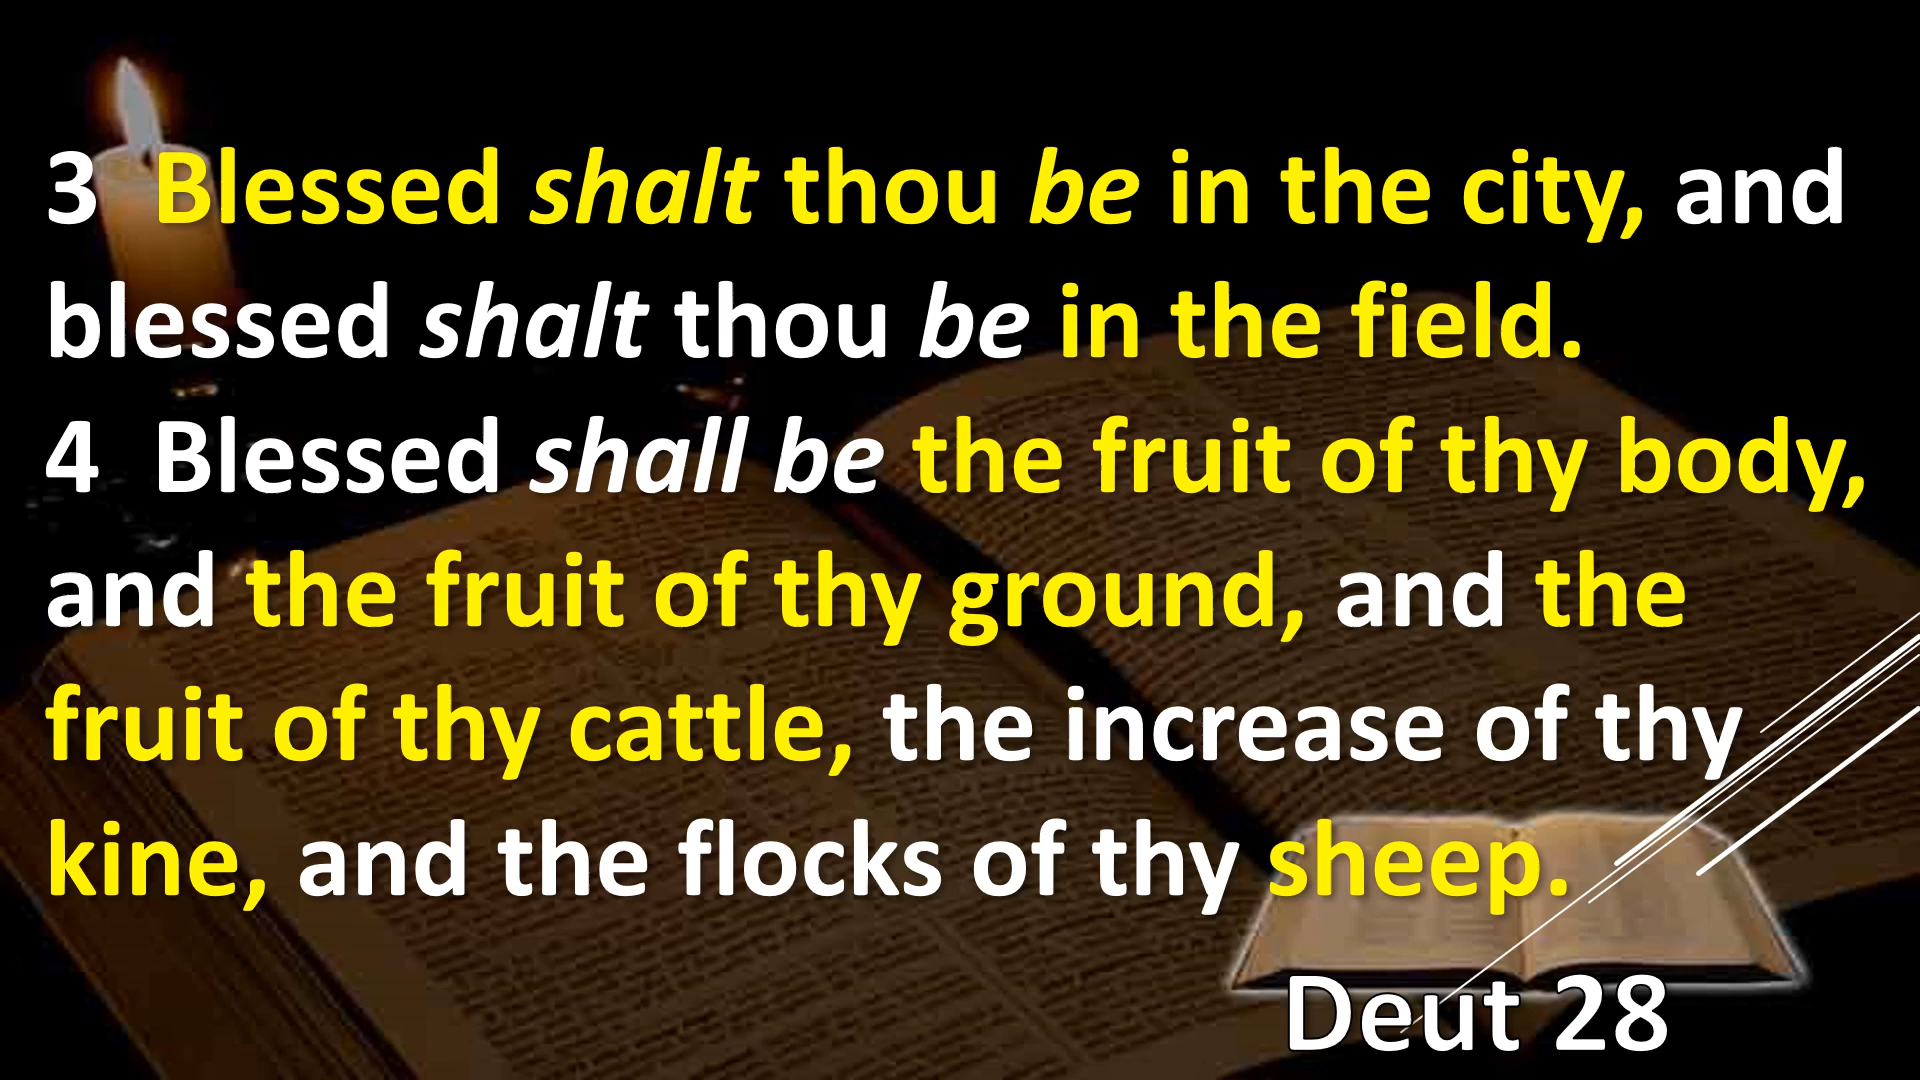 3  Blessed shalt thou be in the city, and
blessed shalt thou be in the field.
4  Blessed shall be the fruit of thy body,
and the fruit of thy ground, and the
fruit of thy cattle, the increase of thy
kine, and the flocks of thy sheep.
Deut 28